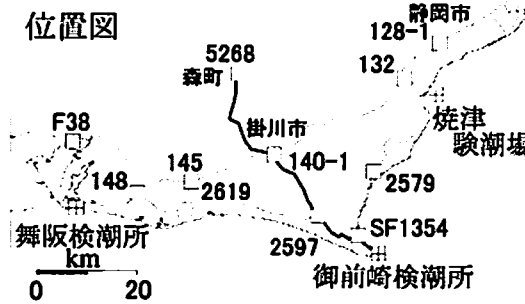 位置図
静岡市
128-1
5268
森町
132
F38
掛川市
焼津
験潮場
145
140-1
148
2619
2579
SF1354
舞阪検潮所
2597
御前崎検潮所
km
0 20